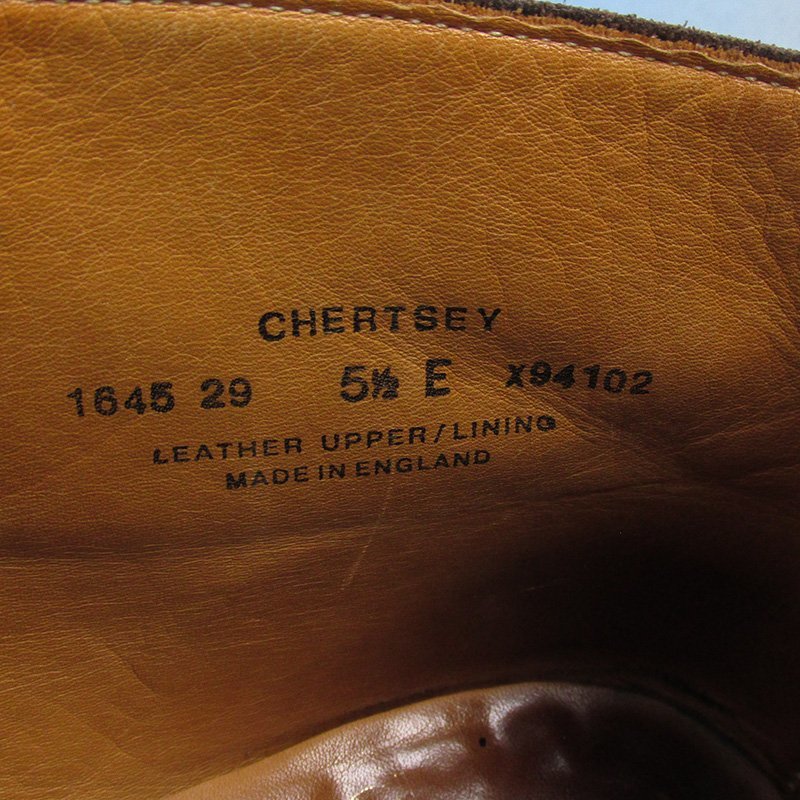 CHERTSEY
1645 29 5½ E X94102
LEATHER UPPER/LINING
MADE IN ENGLAND